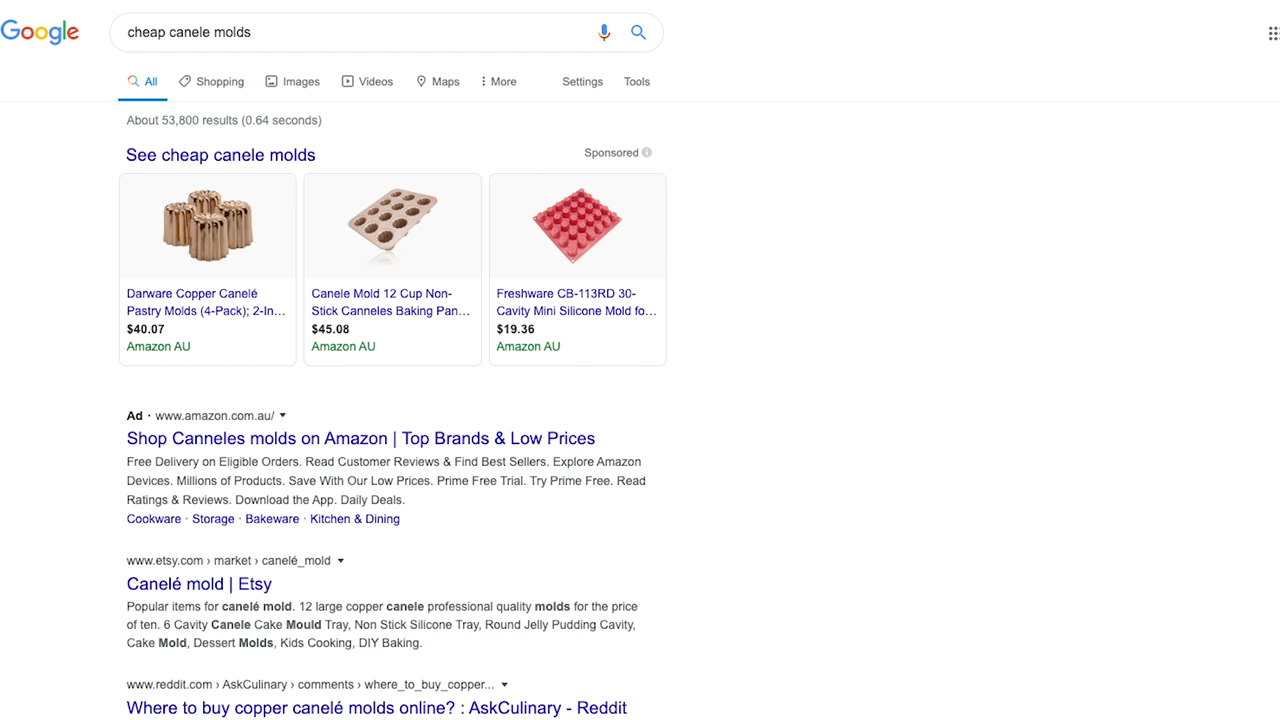 Google
cheap canele molds
All
Shopping
Images
Videos
Maps
More
Settings
Tools
About 53,800 results (0.64 seconds)
See cheap canele molds
Sponsored
Darware Copper Canelé
Pastry Molds (4-Pack); 2-In…
$40.07
Amazon AU
Canele Mold 12 Cup Non-
Stick Canneles Baking Pan…
$45.08
Amazon AU
Freshware CB-113RD 30-
Cavity Mini Silicone Mold fo…
$19.36
Amazon AU
Ad · www.amazon.com.au/
Shop Canneles molds on Amazon | Top Brands & Low Prices
Free Delivery on Eligible Orders. Read Customer Reviews & Find Best Sellers. Explore Amazon
Devices. Millions of Products. Save With Our Low Prices. Prime Free Trial. Try Prime Free. Read
Ratings & Reviews. Download the App. Daily Deals.
Cookware · Storage · Bakeware · Kitchen & Dining
www.etsy.com › market › canelé_mold
Canelé mold | Etsy
Popular items for canelé mold. 12 large copper canele professional quality molds for the price
of ten. 6 Cavity Canele Cake Mould Tray, Non Stick Silicone Tray, Round Jelly Pudding Cavity,
Cake Mold, Dessert Molds, Kids Cooking, DIY Baking.
www.reddit.com › AskCulinary › comments › where_to_buy_copper...
Where to buy copper canelé molds online? : AskCulinary - Reddit